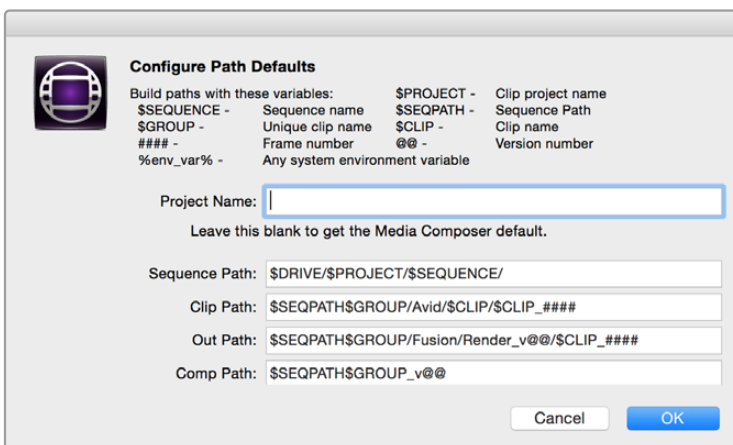 Configure Path Defaults
Build paths with these variables: $PROJECT - Clip project name
$SEQUENCE - Sequence name $SEQPATH - Sequence Path
$GROUP - Unique clip name $CLIP - Clip name
#### - Frame number @@ - Version number
%env_var% - Any system environment variable
Project Name:
Leave this blank to get the Media Composer default.
Sequence Path: $DRIVE/$PROJECT/$SEQUENCE/
Clip Path: $SEQPATH$GROUP/Avid/$CLIP/$CLIP_####
Out Path: $SEQPATH$GROUP/Fusion/Render_v@@/$CLIP_####
Comp Path: $SEQPATH$GROUP_v@@
Cancel OK